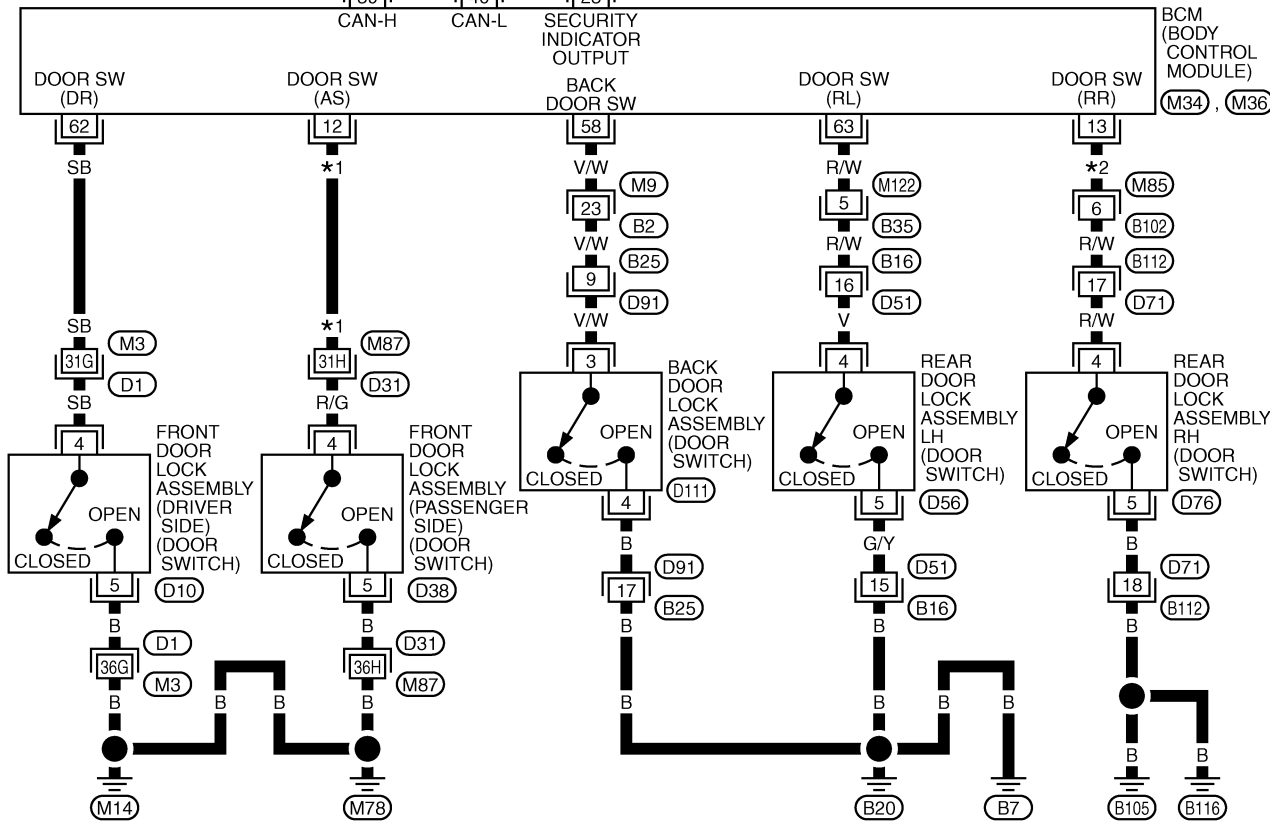 CAN-H
CAN-L
SECURITY
INDICATOR
OUTPUT
BCM
(BODY
CONTROL
MODULE)
M34 , M36
DOOR SW
(DR)
DOOR SW
(AS)
BACK
DOOR SW
DOOR SW
(RL)
DOOR SW
(RR)
62
12
58
63
13
SB
*1
V/W
R/W
*2
M9
M122
M85
23
5
6
B2
B35
B102
V/W
R/W
R/W
B25
B16
B112
9
16
17
D91
D51
D71
SB
*1
V/W
V
R/W
M3
M87
31G
31H
3
4
4
D1
D31
SB
R/G
BACK
DOOR
LOCK
ASSEMBLY
(DOOR
SWITCH)
REAR
DOOR
LOCK
ASSEMBLY
LH
(DOOR
SWITCH)
REAR
DOOR
LOCK
ASSEMBLY
RH
(DOOR
SWITCH)
4
4
FRONT
DOOR
LOCK
ASSEMBLY
(DRIVER
SIDE)
(DOOR
SWITCH)
FRONT
DOOR
LOCK
ASSEMBLY
(PASSENGER
SIDE)
(DOOR
SWITCH)
OPEN
OPEN
OPEN
CLOSED
CLOSED
CLOSED
D111
D56
D76
4
5
5
OPEN
OPEN
CLOSED
CLOSED
B
G/Y
B
5
D10
5
D38
D91
D51
D71
17
15
18
B25
B16
B112
B
B
B
B
B
D1
D31
36G
36H
M3
M87
B
B
B
B
B
B
B
B
B
B
M14
M78
B20
B7
B105
B116